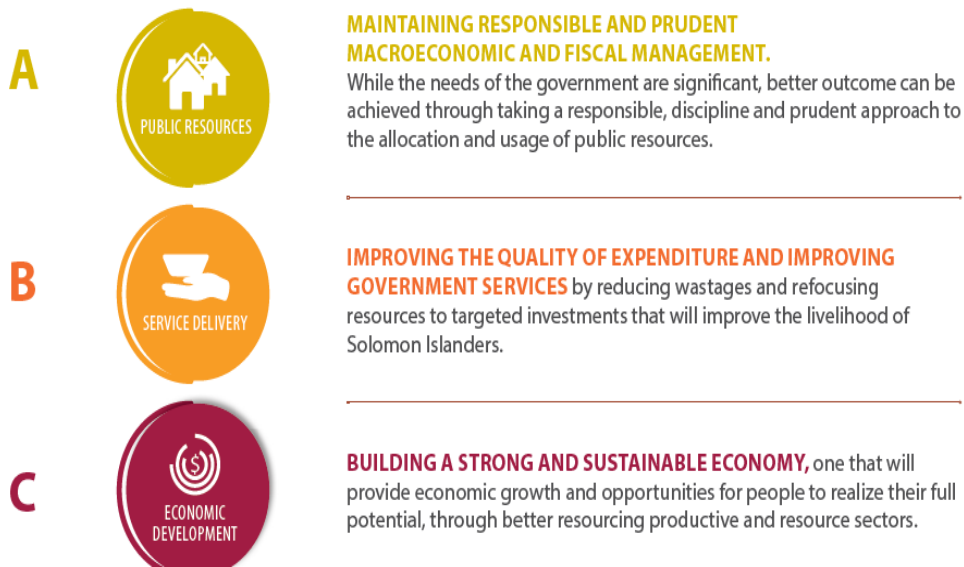 A
PUBLIC RESOURCES
MAINTAINING RESPONSIBLE AND PRUDENT
MACROECONOMIC AND FISCAL MANAGEMENT.
While the needs of the government are significant, better outcome can be
achieved through taking a responsible, discipline and prudent approach to
the allocation and usage of public resources.
B
SERVICE DELIVERY
IMPROVING THE QUALITY OF EXPENDITURE AND IMPROVING
GOVERNMENT SERVICES by reducing wastages and refocusing
resources to targeted investments that will improve the livelihood of
Solomon Islanders.
C
$
ECONOMIC
DEVELOPMENT
BUILDING A STRONG AND SUSTAINABLE ECONOMY, one that will
provide economic growth and opportunities for people to realize their full
potential, through better resourcing productive and resource sectors.